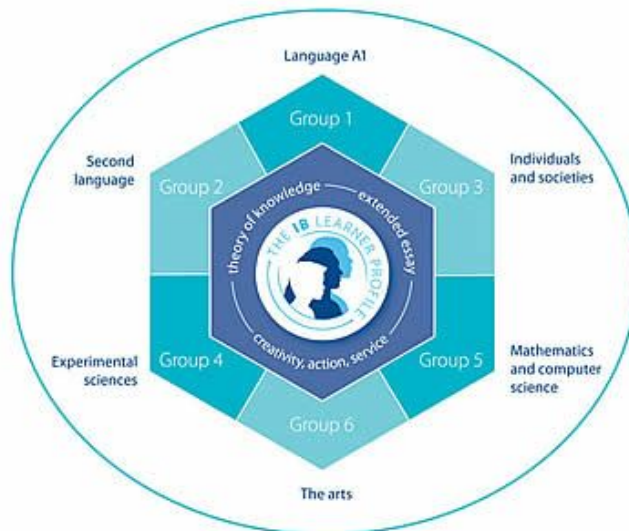 Language A1
Group 1
Second
language
Group 2
Group 3
Individuals
and societies
theory of knowledge
extended essay
THE IB LEARNER PROFILE
creativity, action, service
Experimental
sciences
Group 4
Group 5
Mathematics
and computer
science
Group 6
The arts